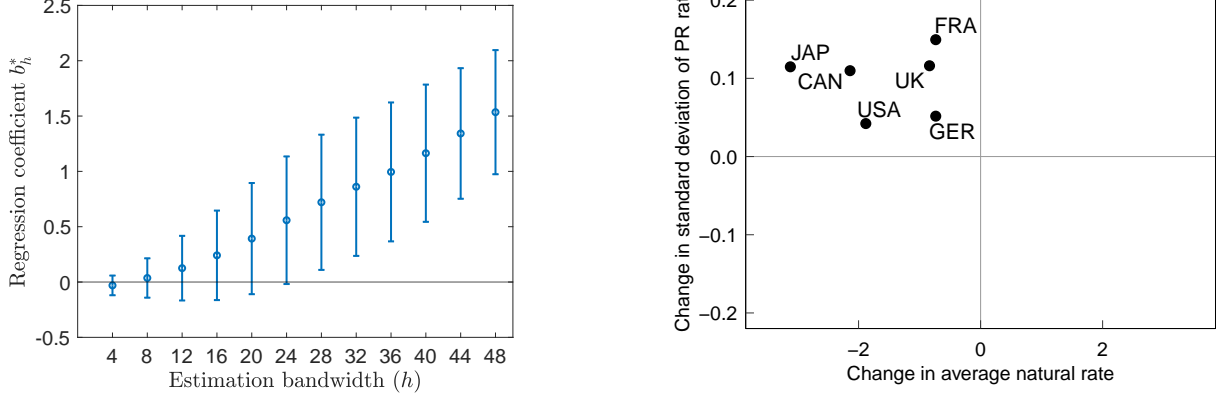 2.5
2
1.5
1
0.5
0
-0.5
4 8 12 16 20 24 28 32 36 40 44 48
Estimation bandwidth (h)
Regression coefficient b*h
0.2
0.1
0.0
−0.1
−0.2
−2 0 2
Change in average natural rate
Change in standard deviation of PR
JAP
CAN
USA
UK
FRA
GER